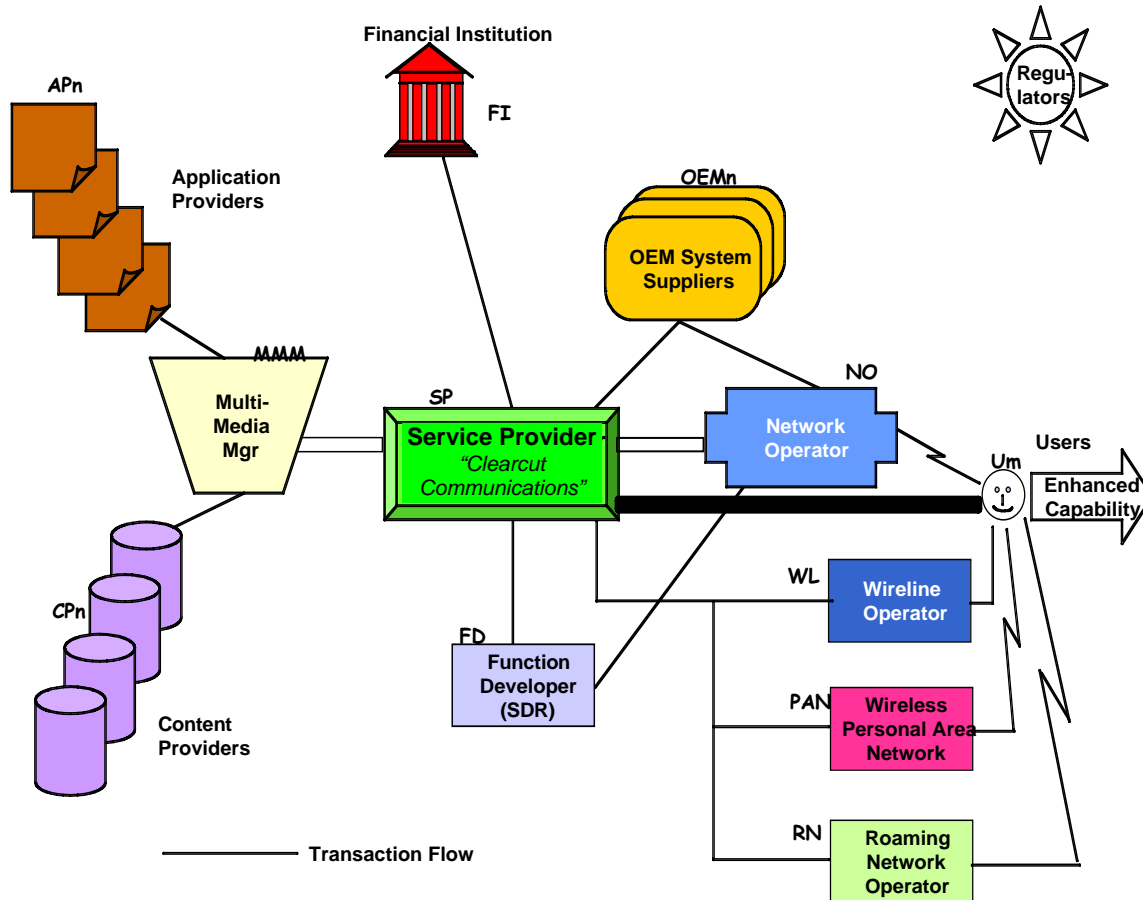 Financial Institution
FI
Regu-
lators
APn
Application
Providers
OEMn
OEM System
Suppliers
MMM
Multi-
Media
Mgr
SP
Service Provider
“Clearcut
Communications”
NO
Network
Operator
Users
Um
Enhanced
Capability
WL
Wireline
Operator
CPn
Content
Providers
FD
Function
Developer
(SDR)
PAN
Wireless
Personal Area
Network
RN
Roaming
Network
Operator
Transaction Flow